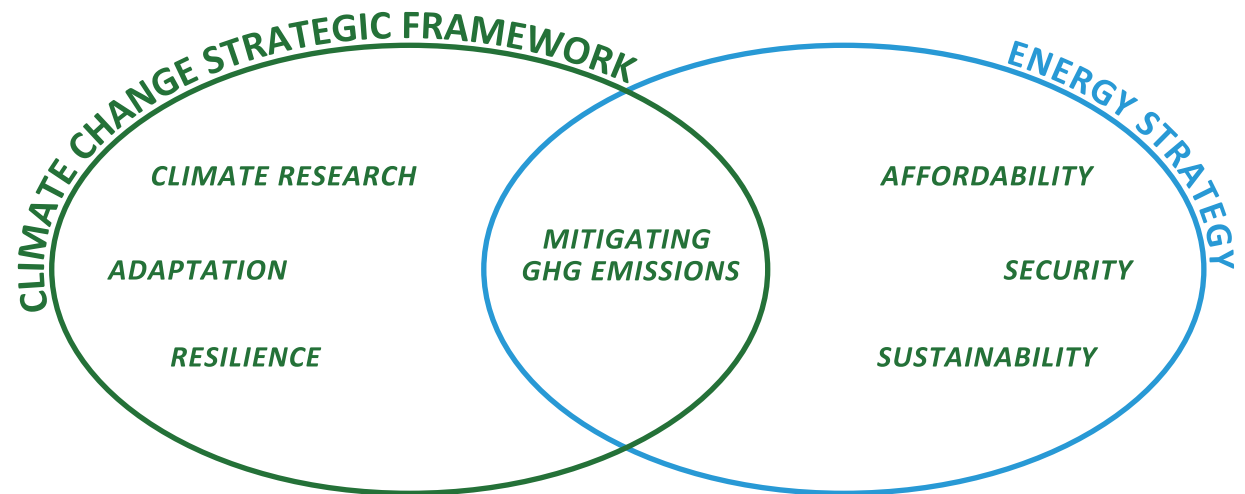 CLIMATE CHANGE STRATEGIC FRAMEWORK
ENERGY STRATEGY
CLIMATE RESEARCH
ADAPTATION
RESILIENCE
MITIGATING
GHG EMISSIONS
AFFORDABILITY
SECURITY
SUSTAINABILITY